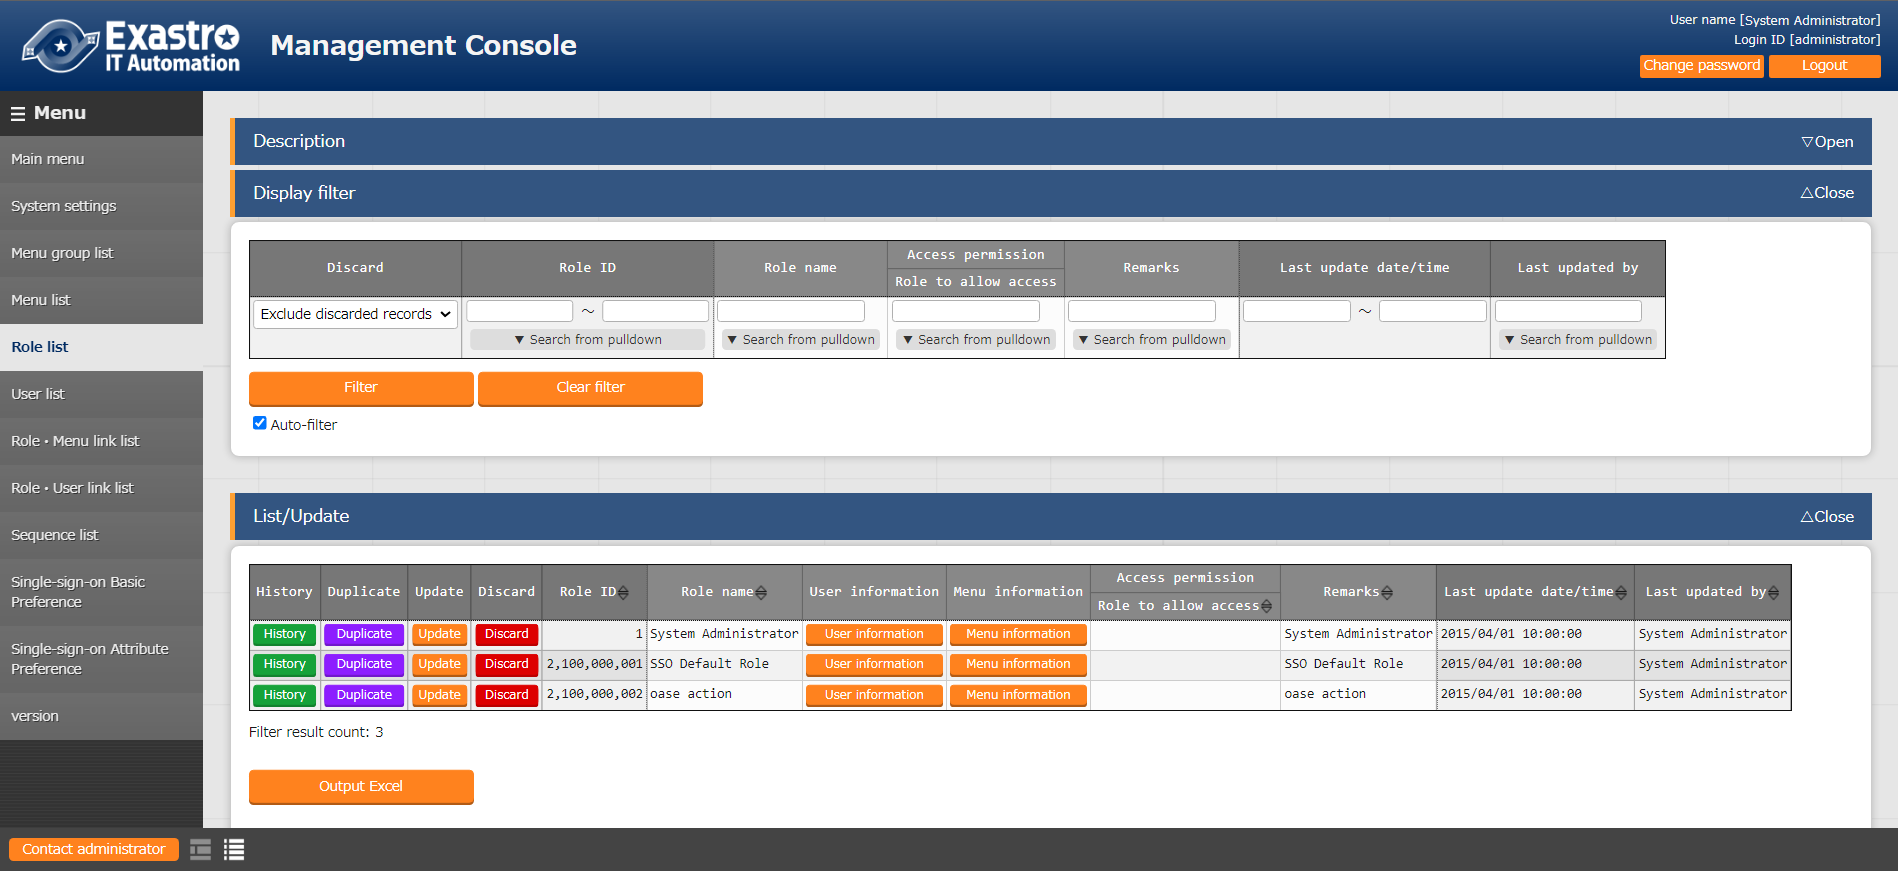 Exastro
IT Automation
Management Console
User name [System Administrator]
Login ID [administrator]
Change password
Logout
Menu
Main menu
System settings
Menu group list
Menu list
Role list
User list
Role・Menu link list
Role・User link list
Sequence list
Single-sign-on Basic
Preference
Single-sign-on Attribute
Preference
version
Description
▽Open
Display filter
△Close
Discard
Role ID
Role name
Access permission
Role to allow access
Remarks
Last update date/time
Last updated by
Exclude discarded records
～
～
▼ Search from pulldown
▼ Search from pulldown
▼ Search from pulldown
▼ Search from pulldown
▼ Search from pulldown
Filter
Clear filter
Auto-filter
List/Update
△Close
History Duplicate Update Discard Role ID Role name User information Menu information Access permission Remarks Last update date/time Last updated by
Role to allow access
History Duplicate Update Discard 1 System Administrator User information Menu information System Administrator 2015/04/01 10:00:00 System Administrator
History Duplicate Update Discard 2,100,000,001 SSO Default Role User information Menu information SSO Default Role 2015/04/01 10:00:00 System Administrator
History Duplicate Update Discard 2,100,000,002 oase action User information Menu information oase action 2015/04/01 10:00:00 System Administrator
Filter result count: 3
Output Excel
Contact administrator